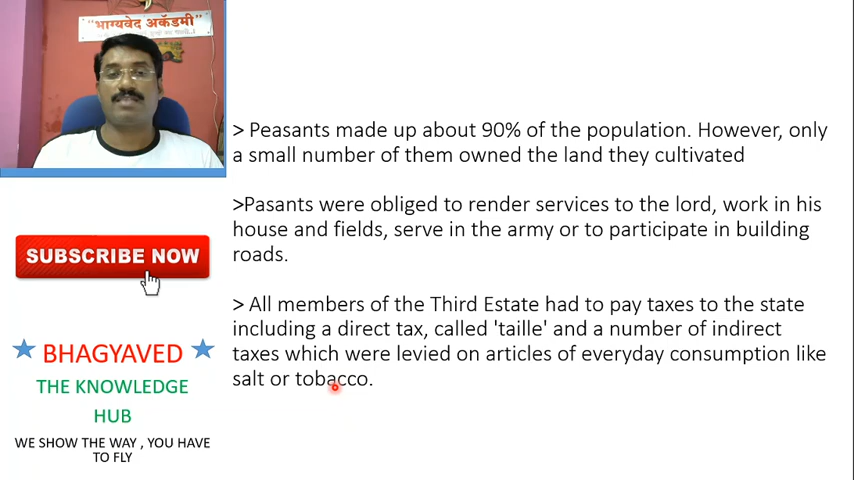 "भाग्यवेद अकॅडमी"
> Peasants made up about 90% of the population. However, only
a small number of them owned the land they cultivated
>Pasants were obliged to render services to the lord, work in his
house and fields, serve in the army or to participate in building
roads.
> All members of the Third Estate had to pay taxes to the state
including a direct tax, called 'taille' and a number of indirect
taxes which were levied on articles of everyday consumption like
salt or tobacco.
SUBSCRIBE NOW
BHAGYAVED
THE KNOWLEDGE
HUB
WE SHOW THE WAY , YOU HAVE
TO FLY